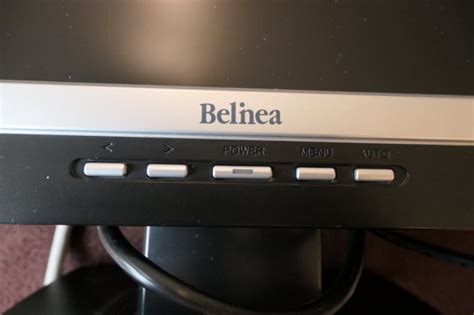 Belinea
< > POWER MENU AUTO